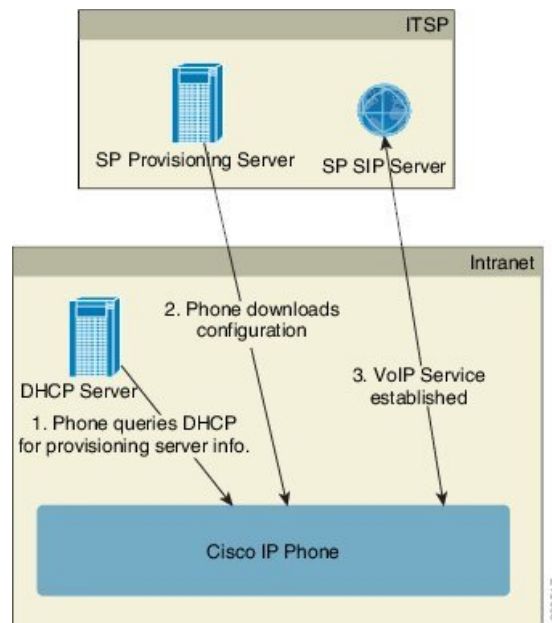 ITSP
SP Provisioning Server
SP SIP Server
Intranet
2. Phone downloads
configuration
DHCP Server
3. VoIP Service
established
1. Phone queries DHCP
for provisioning server info.
Cisco IP Phone